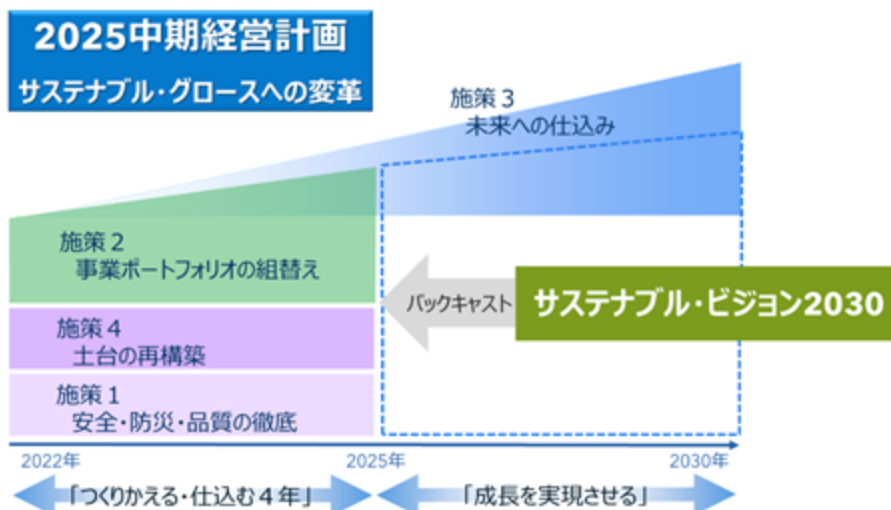 2025中期経営計画
サステナブル・グロースへの変革
施策3
未来への仕込み
施策2
事業ポートフォリオの組替え
バックキャスト
サステナブル・ビジョン2030
施策4
土台の再構築
施策1
安全・防災・品質の徹底
2022年
2025年
2030年
「つくりかえる・仕込む4年」
「成長を実現させる」